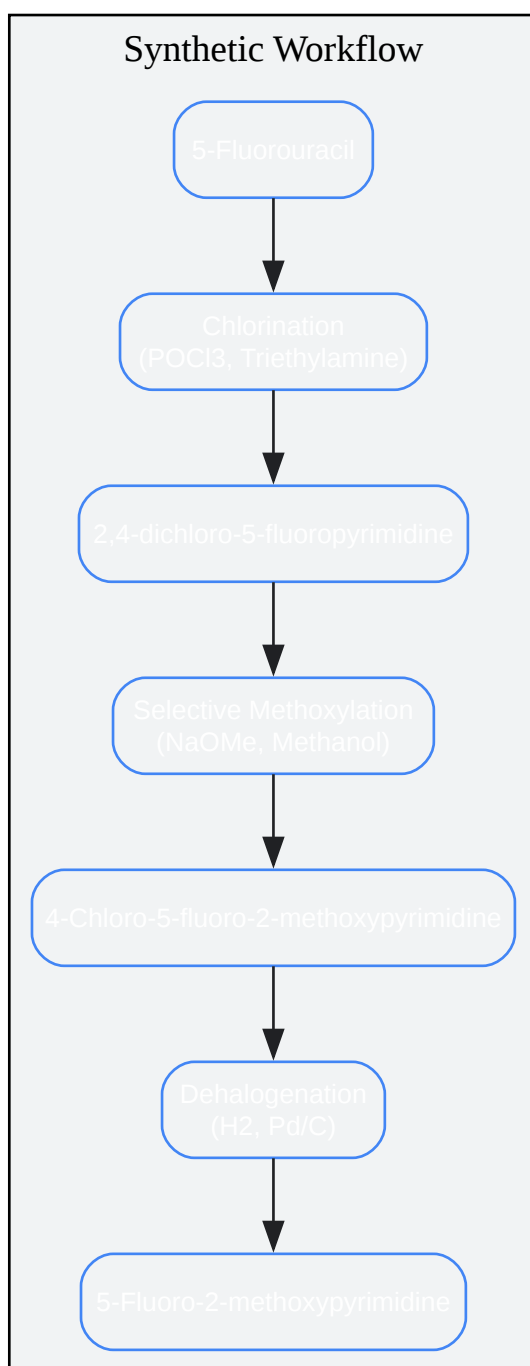 Synthetic Workflow
5-Fluorouracil
Chlorination
(POCl3, Triethylamine)
2,4-dichloro-5-fluoropyrimidine
Selective Methoxylation
(NaOMe, Methanol)
4-Chloro-5-fluoro-2-methoxypyrimidine
Dehalogenation
(H2, Pd/C)
5-Fluoro-2-methoxypyrimidine